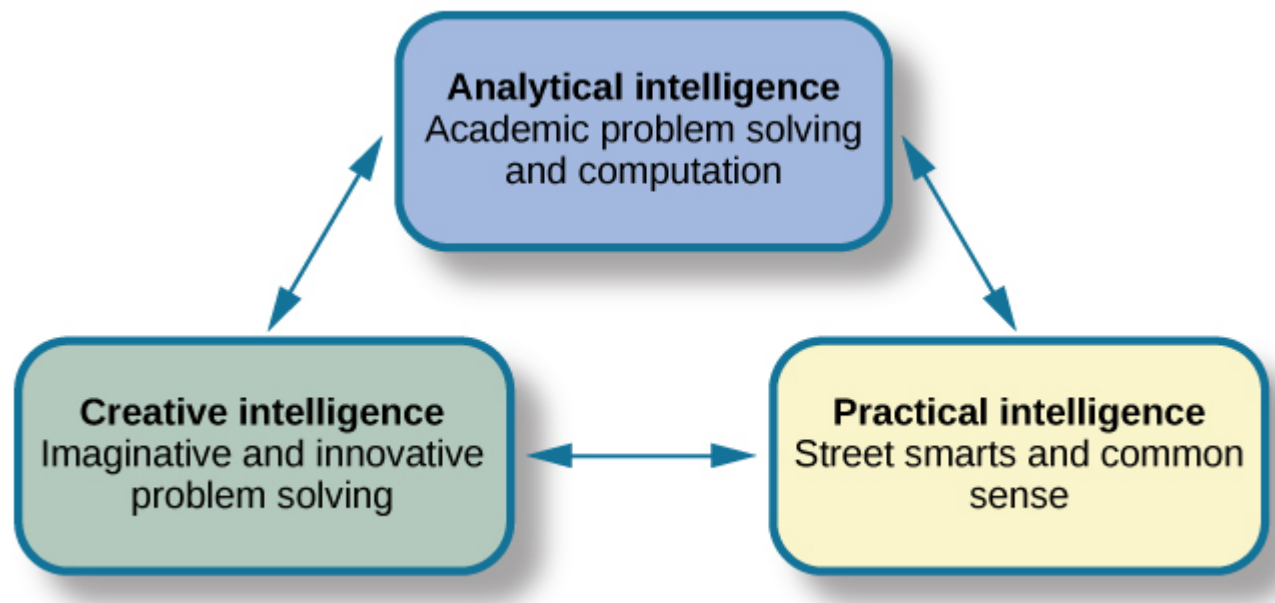 Analytical intelligence
Academic problem solving
and computation
Creative intelligence
Imaginative and innovative
problem solving
Practical intelligence
Street smarts and common
sense